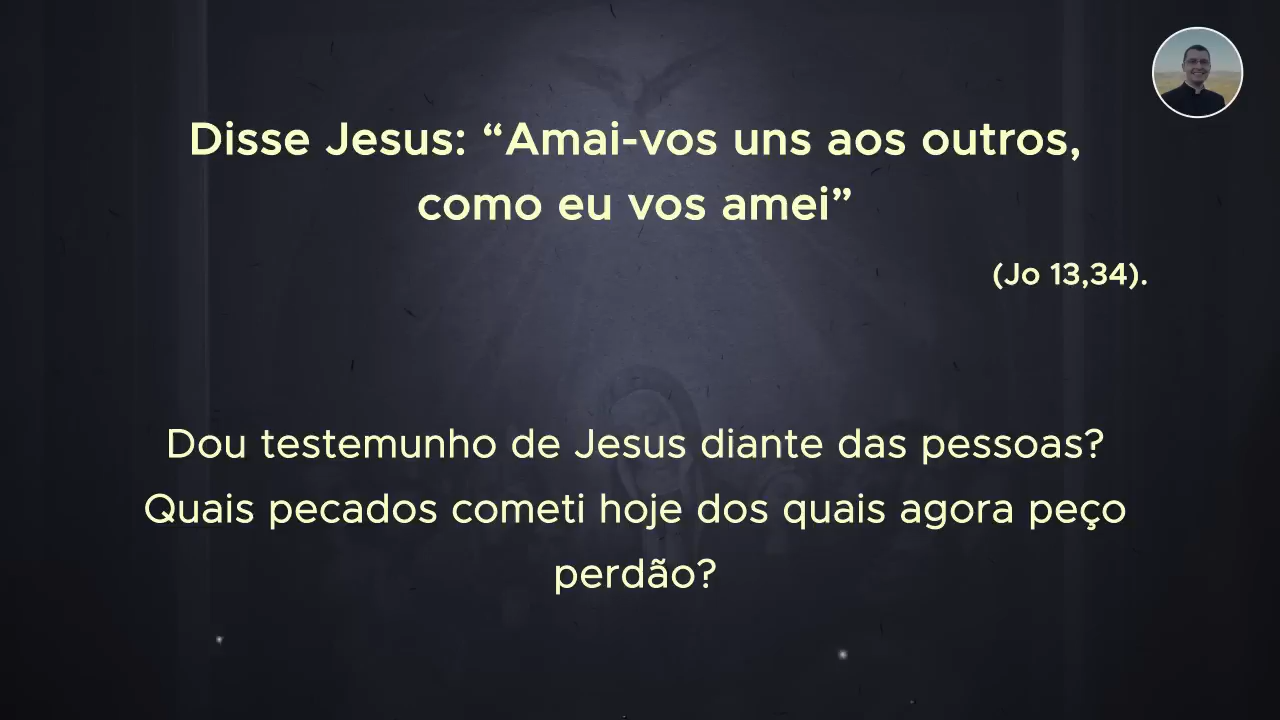 Disse Jesus: “Amai-vos uns aos outros,
como eu vos amei”
(Jo 13,34).
Dou testemunho de Jesus diante das pessoas?
Quais pecados cometi hoje dos quais agora peço
perdão?